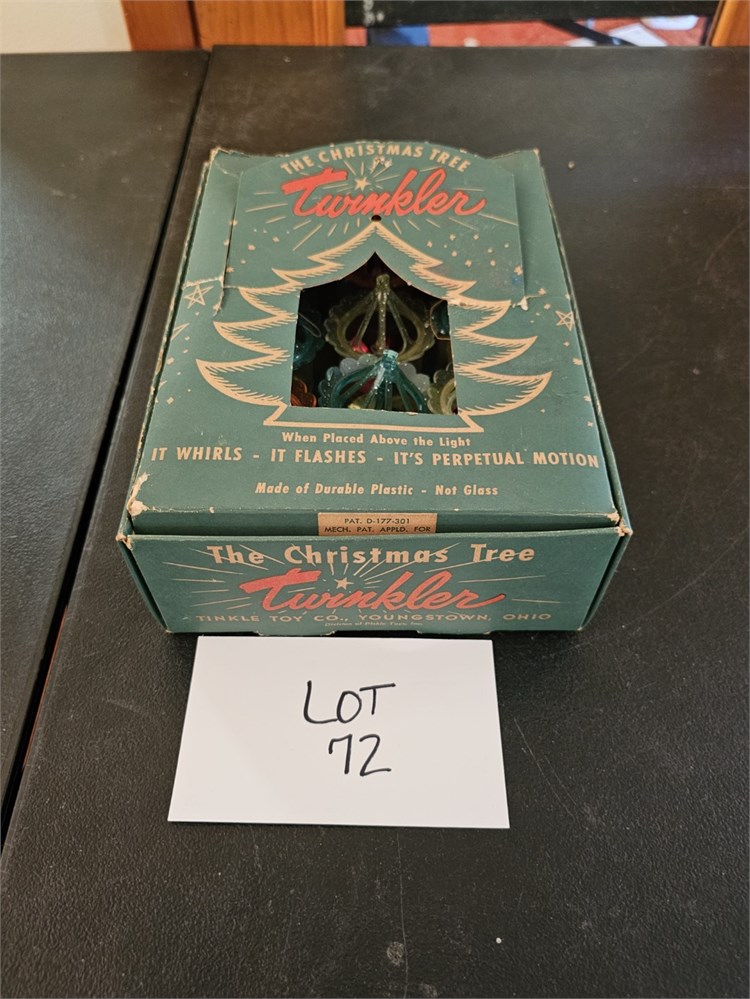 THE CHRISTMAS TREE
Twinkler
When Placed Above the Light
IT WHIRLS - IT FLASHES - IT'S PERPETUAL MOTION
Made of Durable Plastic - Not Glass
PAT. D-177-301
MECH. PAT. APPLD. FOR
The Christmas Tree
Twinkler
TINKLE TOY CO., YOUNGSTOWN, OHIO
LOT
72